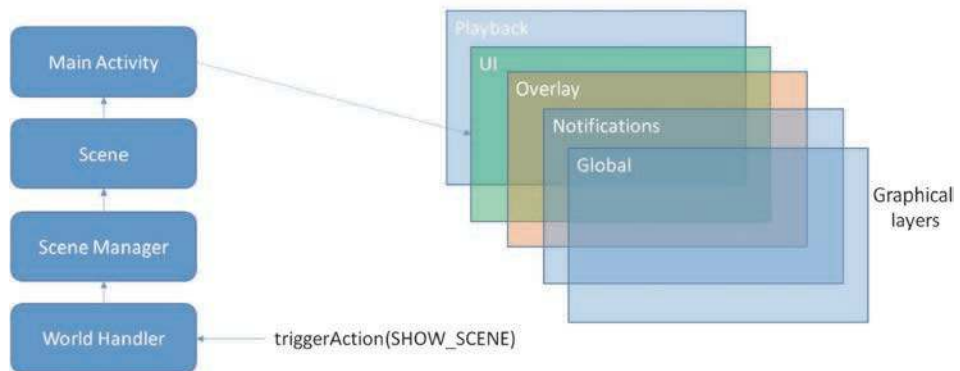 Main Activity
Scene
Scene Manager
World Handler
triggerAction(SHOW_SCENE)
Playback
UI
Overlay
Notifications
Global
Graphical
layers